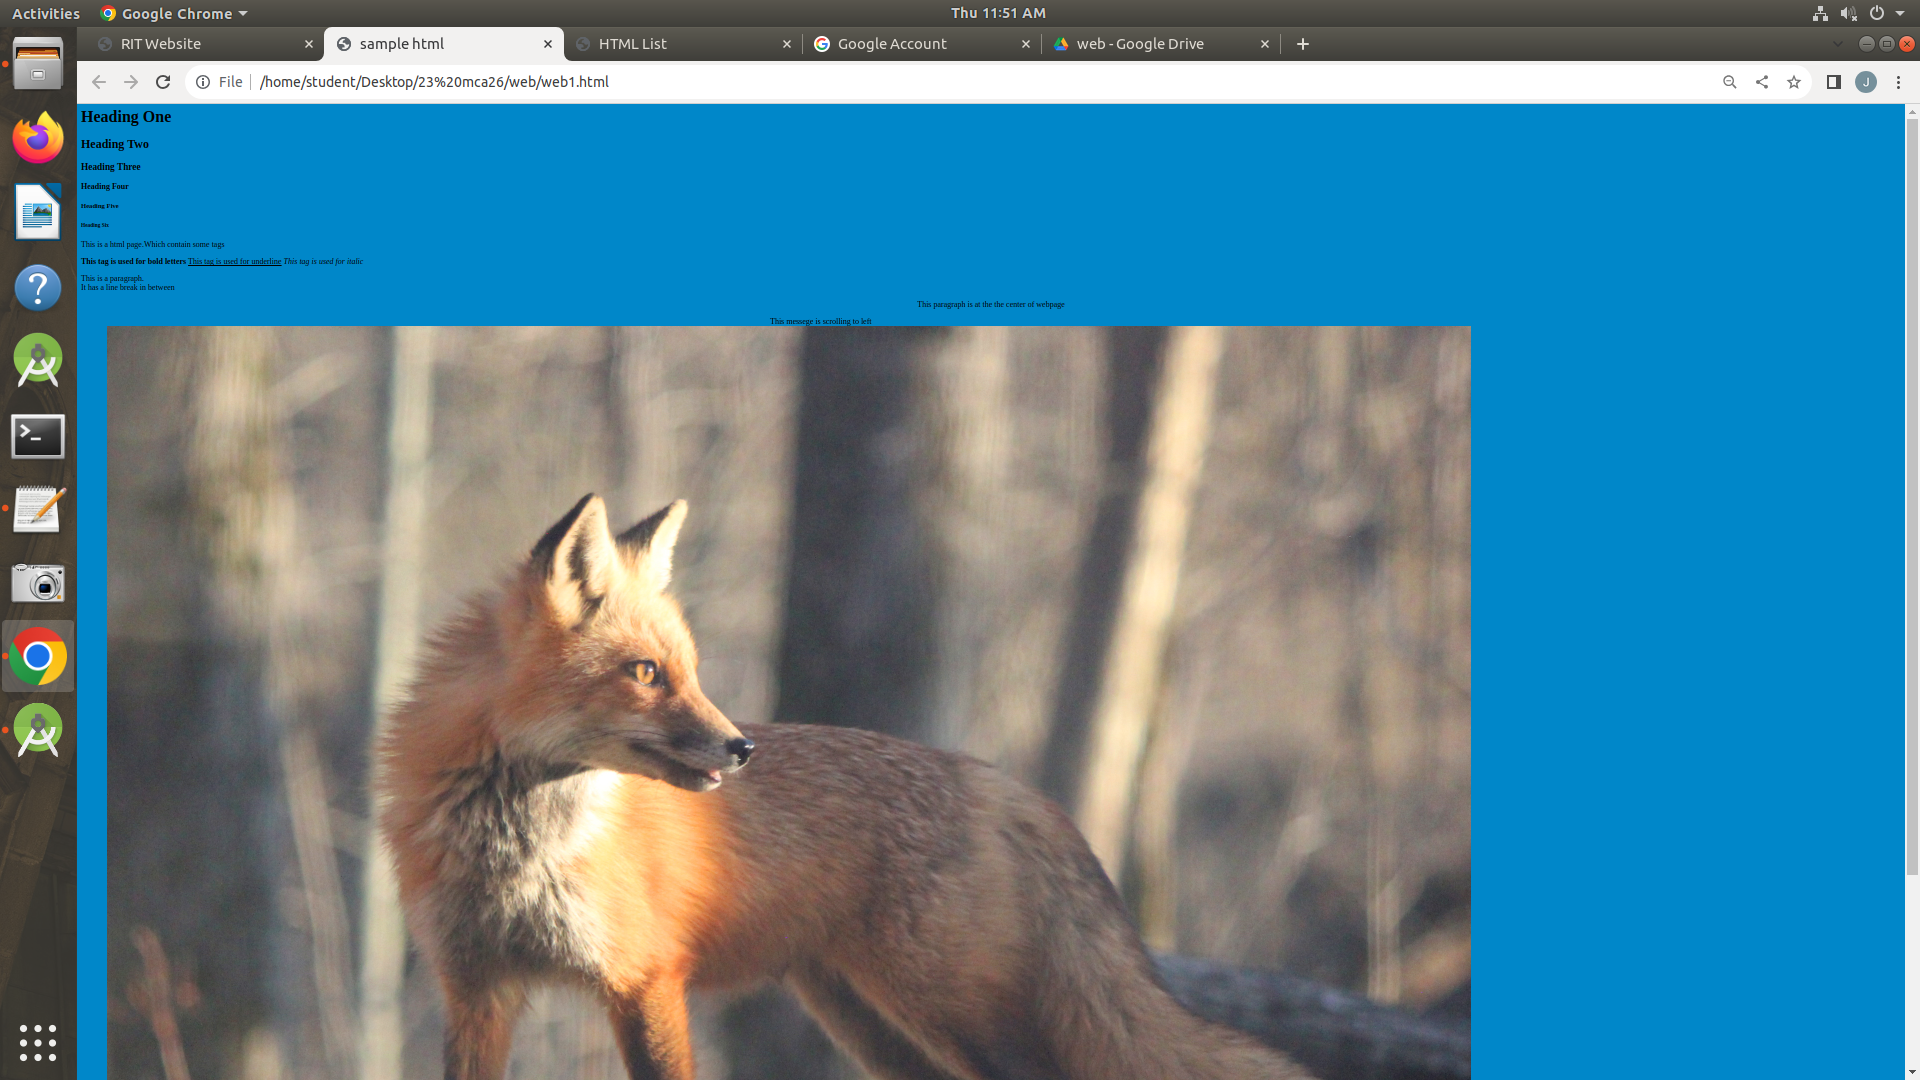 Activities Google Chrome Thu 11:51 AM
RIT Website sample html HTML List Google Account web - Google Drive
File /home/student/Desktop/23%20mca26/web/web1.html J
Heading One
Heading Two
Heading Three
Heading Four
Heading Five
Heading Six
This is a html page.Which contain some tags
This tag is used for bold letters This tag is used for underline This tag is used for italic
This is a paragraph.
It has a line break in between
This paragraph is at the the center of webpage
This messege is scrolling to left